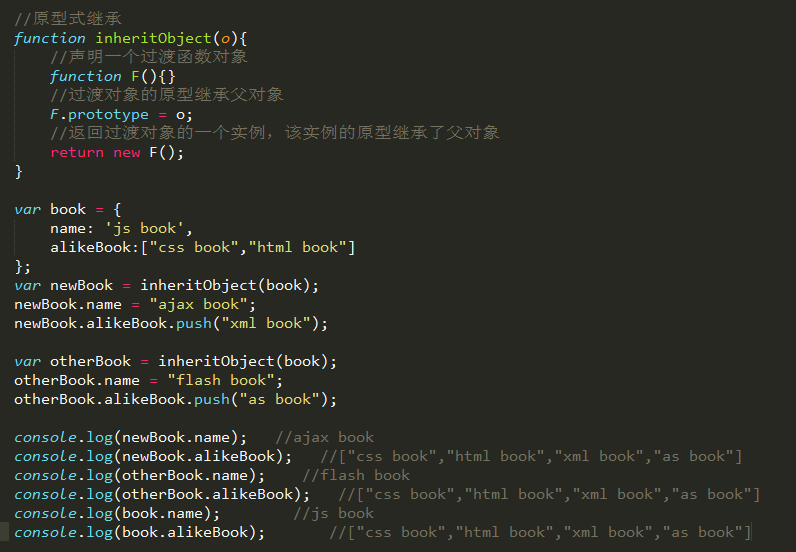 //原型式继承
function inheritObject(o){
    //声明一个过渡函数对象
    function F(){}
    //过渡对象的原型继承父对象
    F.prototype = o;
    //返回过渡对象的一个实例，该实例的原型继承了父对象
    return new F();
}
var book = {
    name: 'js book',
    alikeBook:["css book","html book"]
};
var newBook = inheritObject(book);
newBook.name = "ajax book";
newBook.alikeBook.push("xml book");
var otherBook = inheritObject(book);
otherBook.name = "flash book";
otherBook.alikeBook.push("as book");
console.log(newBook.name);   //ajax book
console.log(newBook.alikeBook);   //["css book","html book","xml book","as book"]
console.log(otherBook.name);    //flash book
console.log(otherBook.alikeBook);   //["css book","html book","xml book","as book"]
console.log(book.name);        //js book
console.log(book.alikeBook);       //["css book","html book","xml book","as book"]